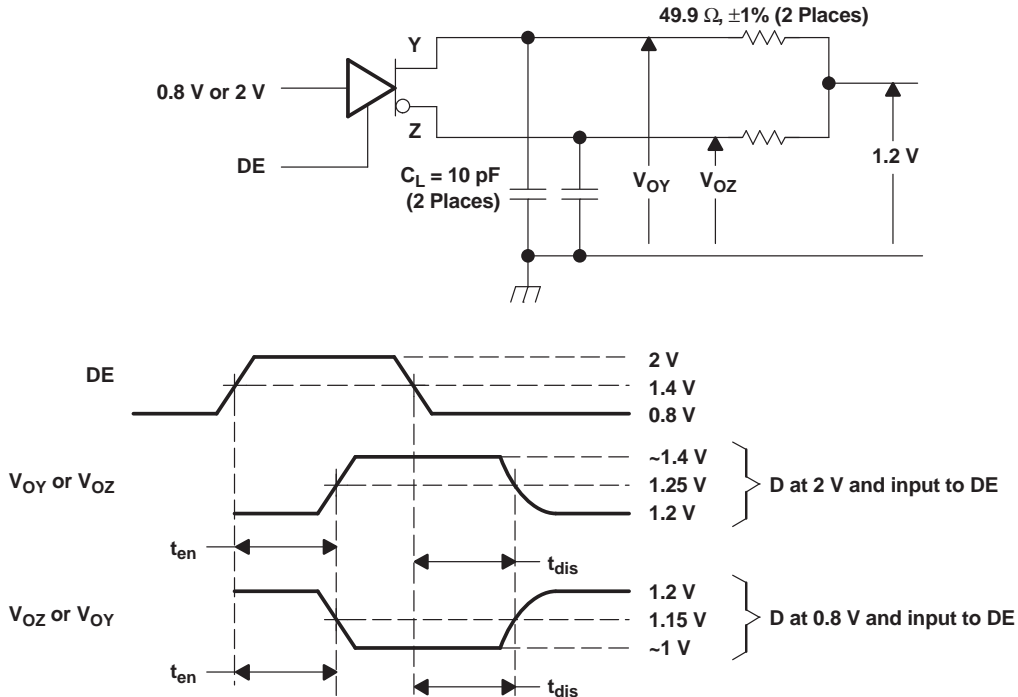 49.9 Ω, ±1% (2 Places)
Y
0.8 V or 2 V
Z
DE
1.2 V
C_L = 10 pF
(2 Places)
V_OY
V_OZ
DE
2 V
1.4 V
0.8 V
V_OY or V_OZ
~1.4 V
1.25 V
1.2 V
D at 2 V and input to DE
t_en
t_dis
V_OZ or V_OY
1.2 V
1.15 V
~1 V
D at 0.8 V and input to DE
t_en
t_dis